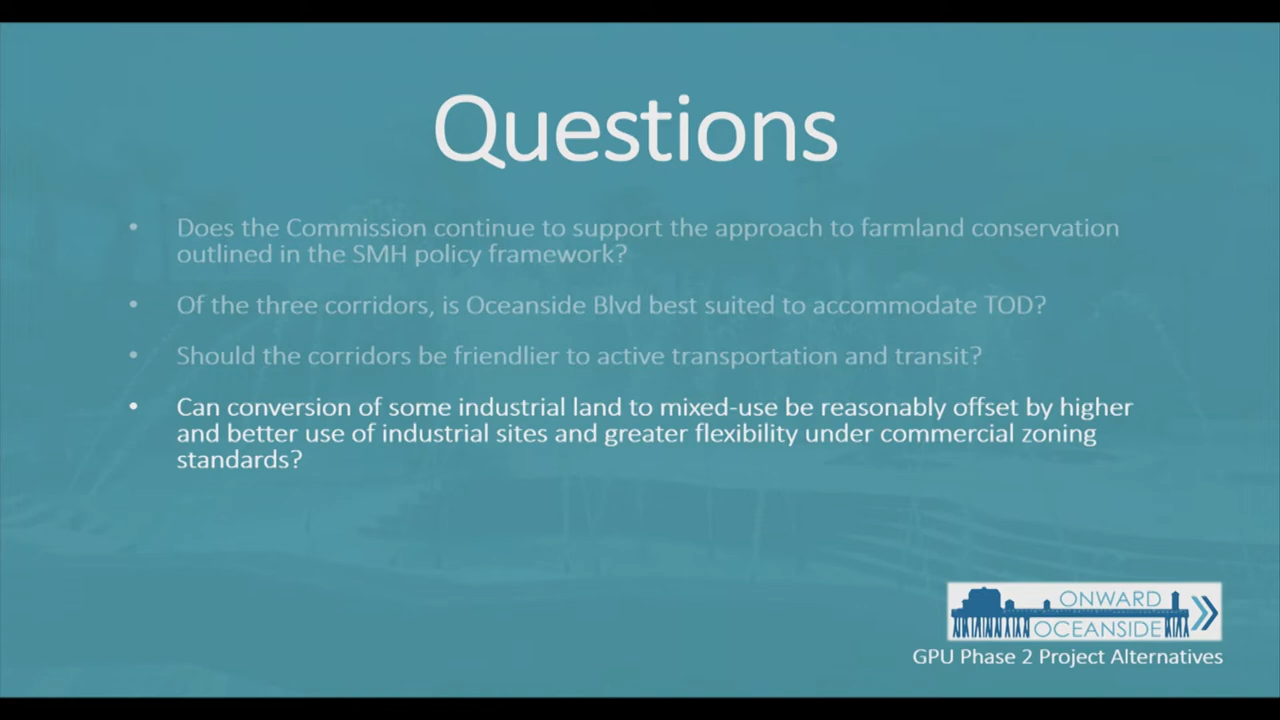 Questions
• Does the Commission continue to support the approach to farmland conservation
outlined in the SMH policy framework?
• Of the three corridors, is Oceanside Blvd best suited to accommodate TOD?
• Should the corridors be friendlier to active transportation and transit?
• Can conversion of some industrial land to mixed-use be reasonably offset by higher
and better use of industrial sites and greater flexibility under commercial zoning
standards?
ONWARD
OCEANSIDE
GPU Phase 2 Project Alternatives